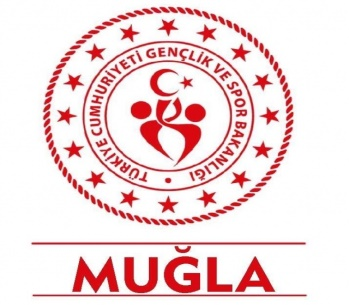 TÜRKİYE CUMHURİYETİ GENÇLİK VE SPOR BAKANLIĞI
MUĞLA